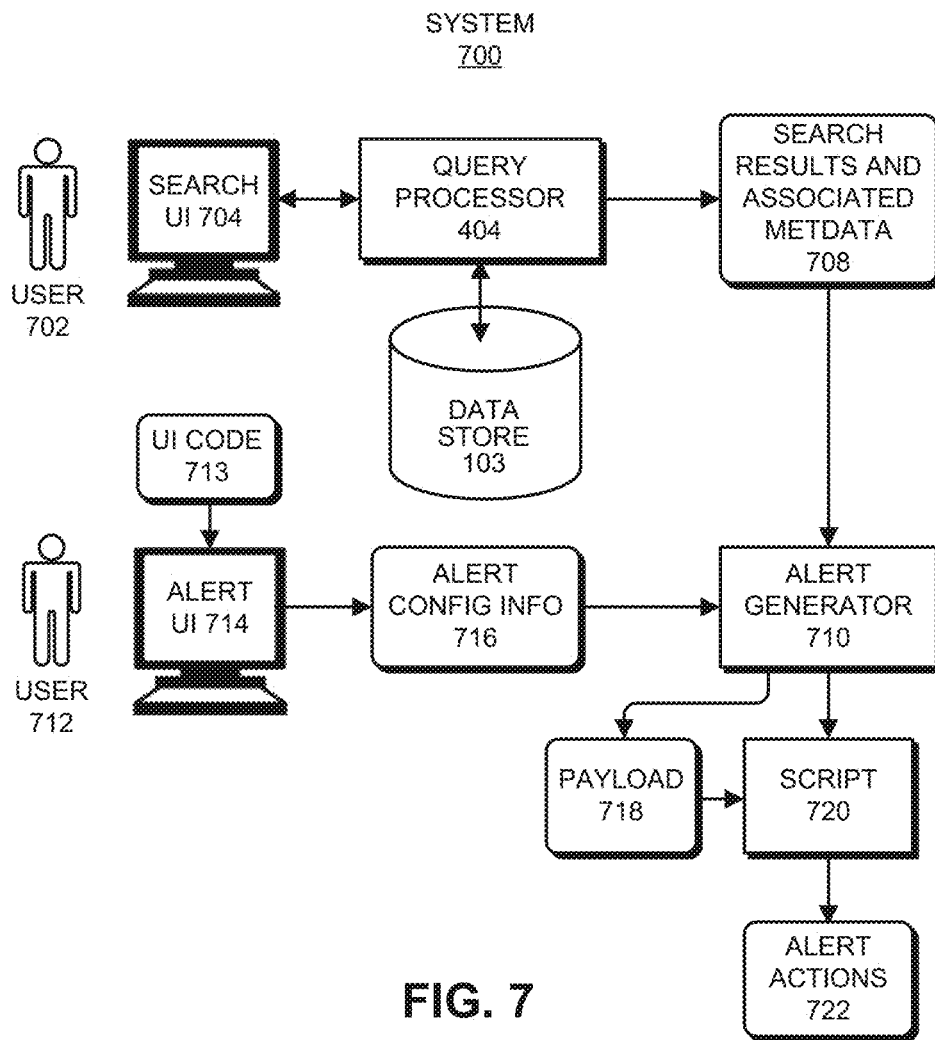 SYSTEM
700
USER
702
SEARCH
UI 704
QUERY
PROCESSOR
404
SEARCH
RESULTS AND
ASSOCIATED
METDATA
708
DATA
STORE
103
UI CODE
713
USER
712
ALERT
UI 714
ALERT
CONFIG INFO
716
ALERT
GENERATOR
710
PAYLOAD
718
SCRIPT
720
ALERT
ACTIONS
722
FIG. 7